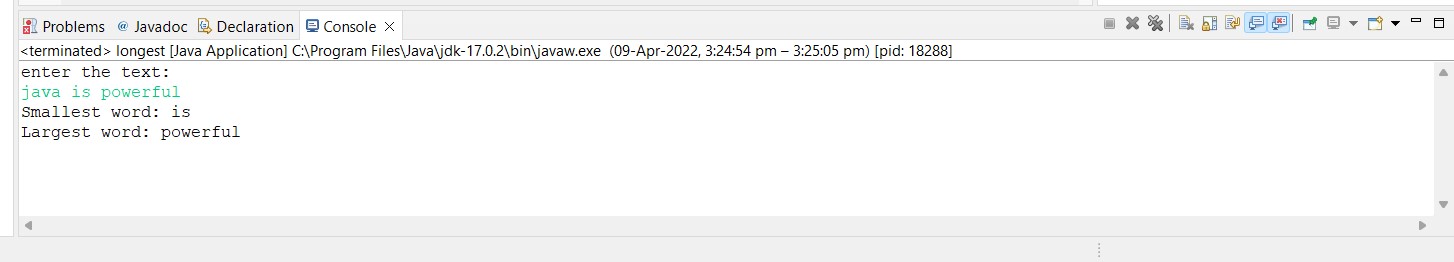 Problems @ Javadoc Declaration Console
<terminated> longest [Java Application] C:\Program Files\Java\jdk-17.0.2\bin\javaw.exe (09-Apr-2022, 3:24:54 pm – 3:25:05 pm) [pid: 18288]
enter the text:
java is powerful
Smallest word: is
Largest word: powerful